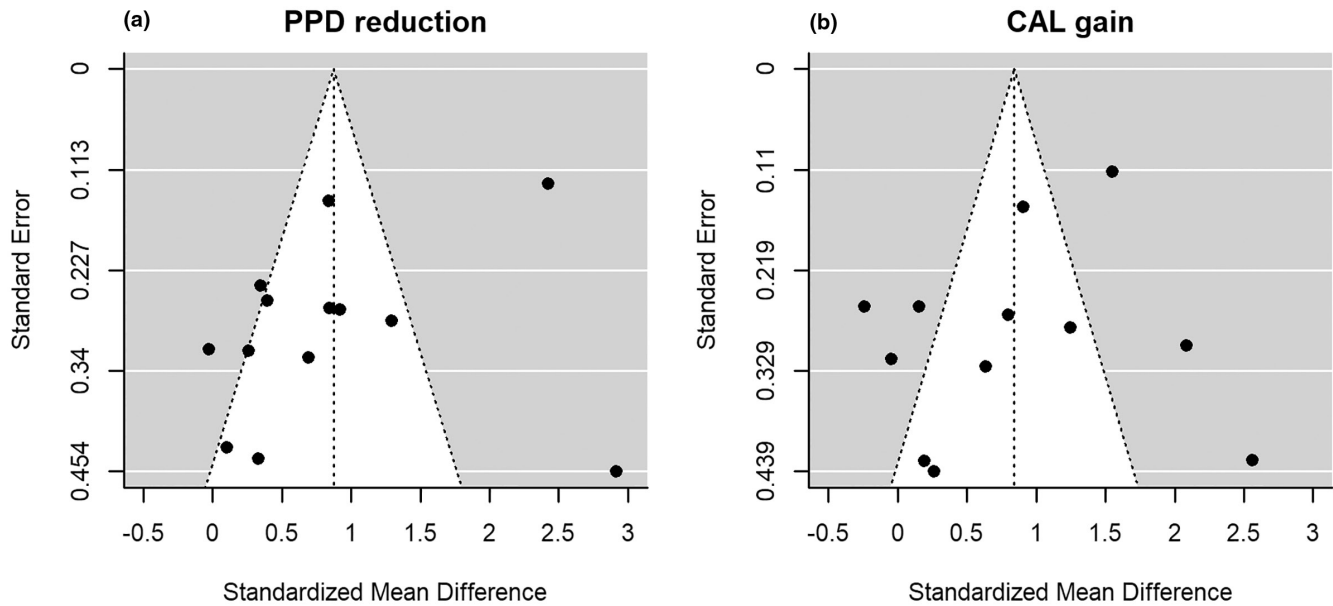 (a) PPD reduction
Standard Error
0
0.113
0.227
0.34
0.454
-0.5 0 0.5 1 1.5 2 2.5 3
Standardized Mean Difference
(b) CAL gain
Standard Error
0
0.11
0.219
0.329
0.439
-0.5 0 0.5 1 1.5 2 2.5 3
Standardized Mean Difference